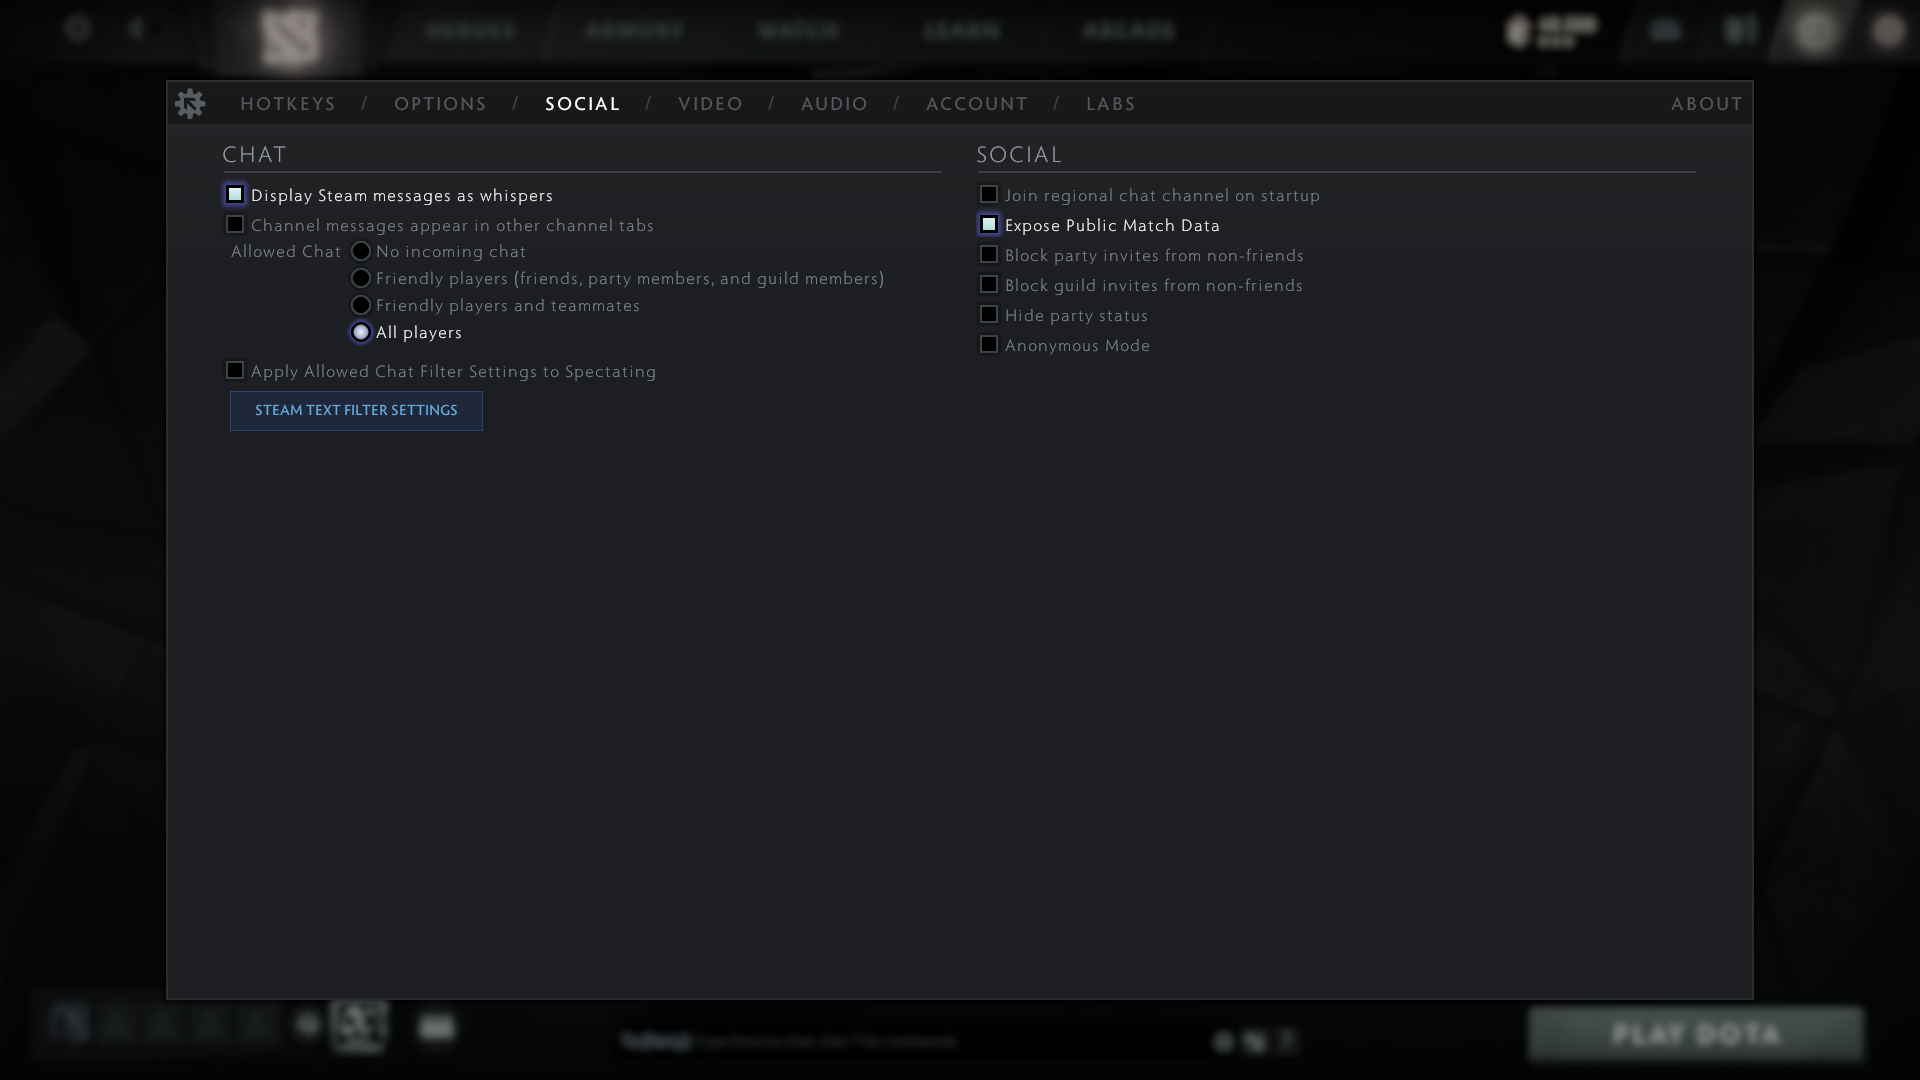 HEROES ARMORY WATCH LEARN ARCADE
HOTKEYS / OPTIONS / SOCIAL / VIDEO / AUDIO / ACCOUNT / LABS ABOUT
CHAT
Display Steam messages as whispers
Channel messages appear in other channel tabs
Allowed Chat No incoming chat
Friendly players (friends, party members, and guild members)
Friendly players and teammates
All players
Apply Allowed Chat Filter Settings to Spectating
STEAM TEXT FILTER SETTINGS
SOCIAL
Join regional chat channel on startup
Expose Public Match Data
Block party invites from non-friends
Block guild invites from non-friends
Hide party status
Anonymous Mode
PLAY DOTA